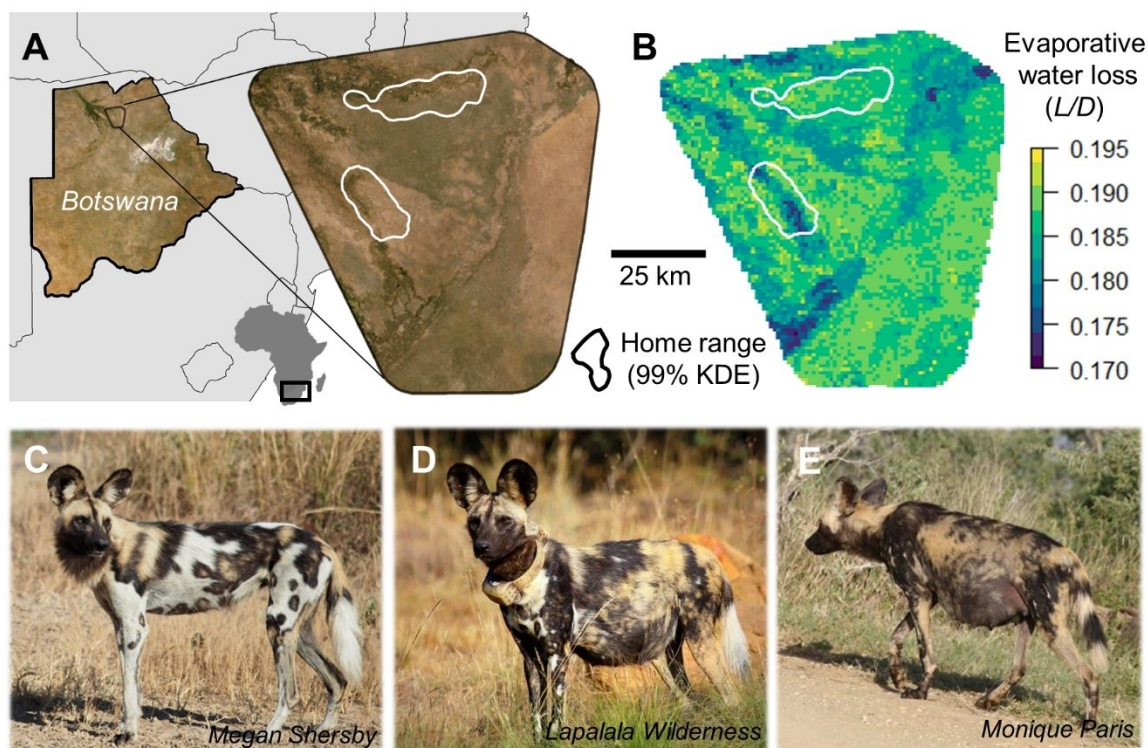 A
Botswana
25 km
Home range
(99% KDE)
B
Evaporative
water loss
(L/D)
0.195
0.190
0.185
0.180
0.175
0.170
C
Megan Shersby
D
Lapalala Wilderness
E
Monique Paris